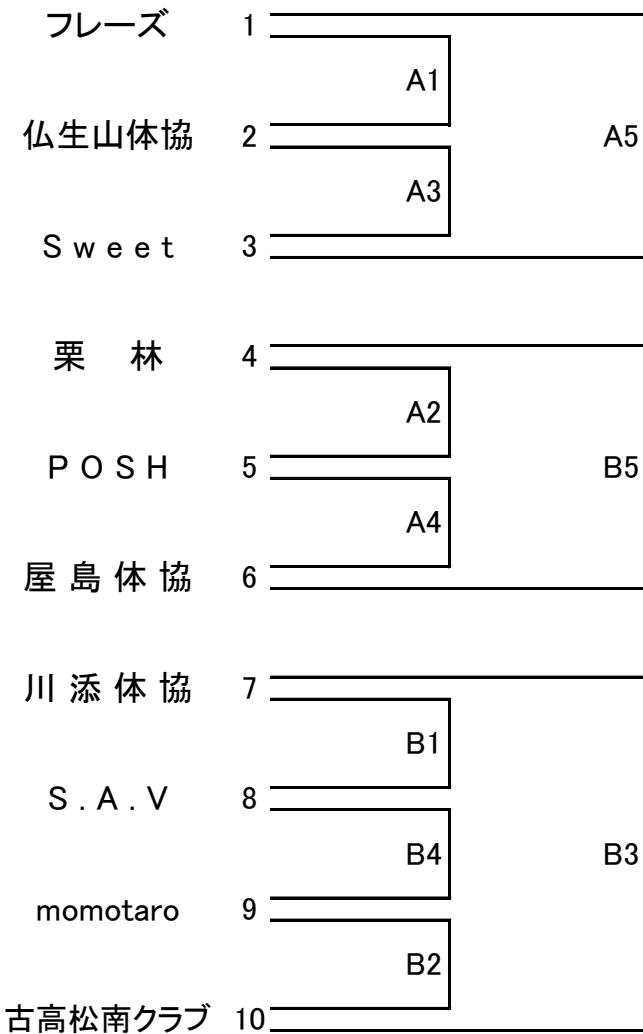 フレーズ 1
A1
仏生山体協 2 A5
A3
Sweet 3
栗 林 4
A2
POSH 5 B5
A4
屋島体協 6
川添体協 7
B1
S.A.V 8
B4 B3
momotaro 9
B2
古高松南クラブ 10